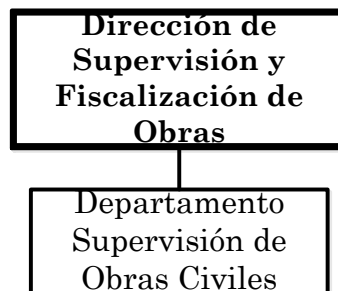 Dirección de
Supervisión y
Fiscalización de
Obras
Departamento
Supervisión de
Obras Civiles